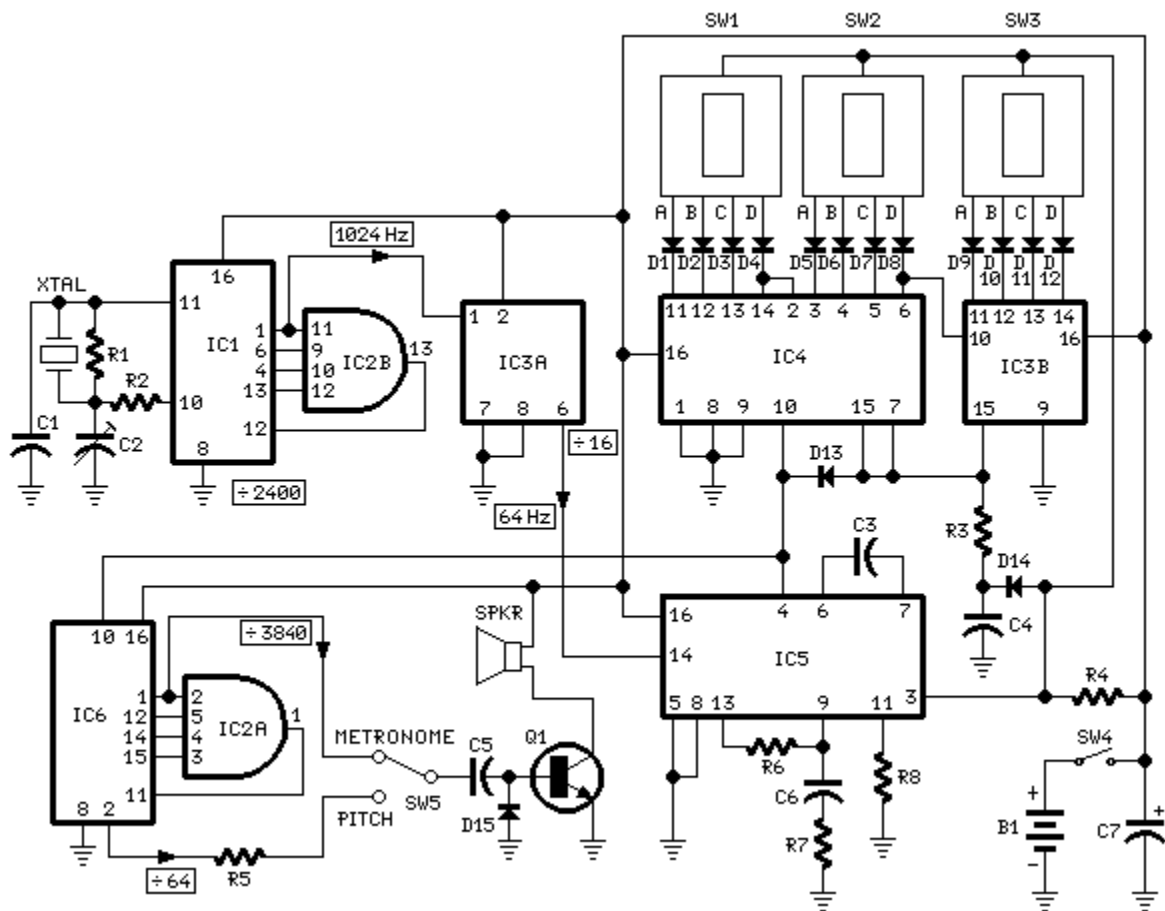 SW1 SW2 SW3
A B C D A B C D A B C D
D1 D2 D3 D4 D5 D6 D7 D8 D9 D10 D11 D12
1024 Hz
XTAL
16
11 1 11
6 9
4 10
13 12
10 12
8
IC1 IC2B 13
R1
R2
C1 C2
÷2400
1 2
IC3A
7 8 6
÷16
64 Hz
11 12 13 14 2 3 4 5 6
16 IC4
1 8 9 10 15 7
11 12 13 14
10 16
IC3B
15 9
D13
R3
D14
C3
C4
4 6 7
16
14 IC5
5 8 13 9 11 3
R4
R6
C6
R7
R8
SW4
+
B1
-
+
C7
10 16
÷3840
SPKR
IC6
1 2
12 5
14 4
15 3
11
IC2A 1
8 2
METRONOME
SW5
PITCH
C5 Q1
D15
÷64
R5